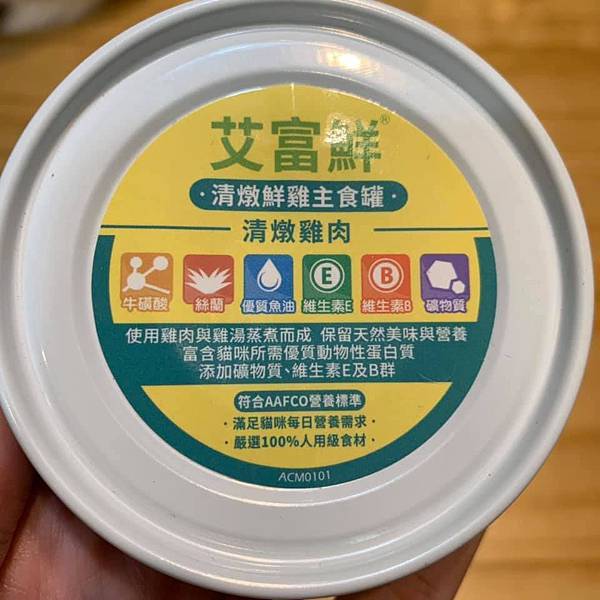 艾富鮮®
·清燉鮮雞主食罐·
清燉雞肉
牛磺酸 絲蘭 優質魚油 維生素E 維生素B 礦物質
E B
使用雞肉與雞湯蒸煮而成 保留天然美味與營養
富含貓咪所需優質動物性蛋白質
添加礦物質、維生素E及B群
符合AAFCO營養標準
·滿足貓咪每日營養需求·
·嚴選100%人用級食材·
ACM0101